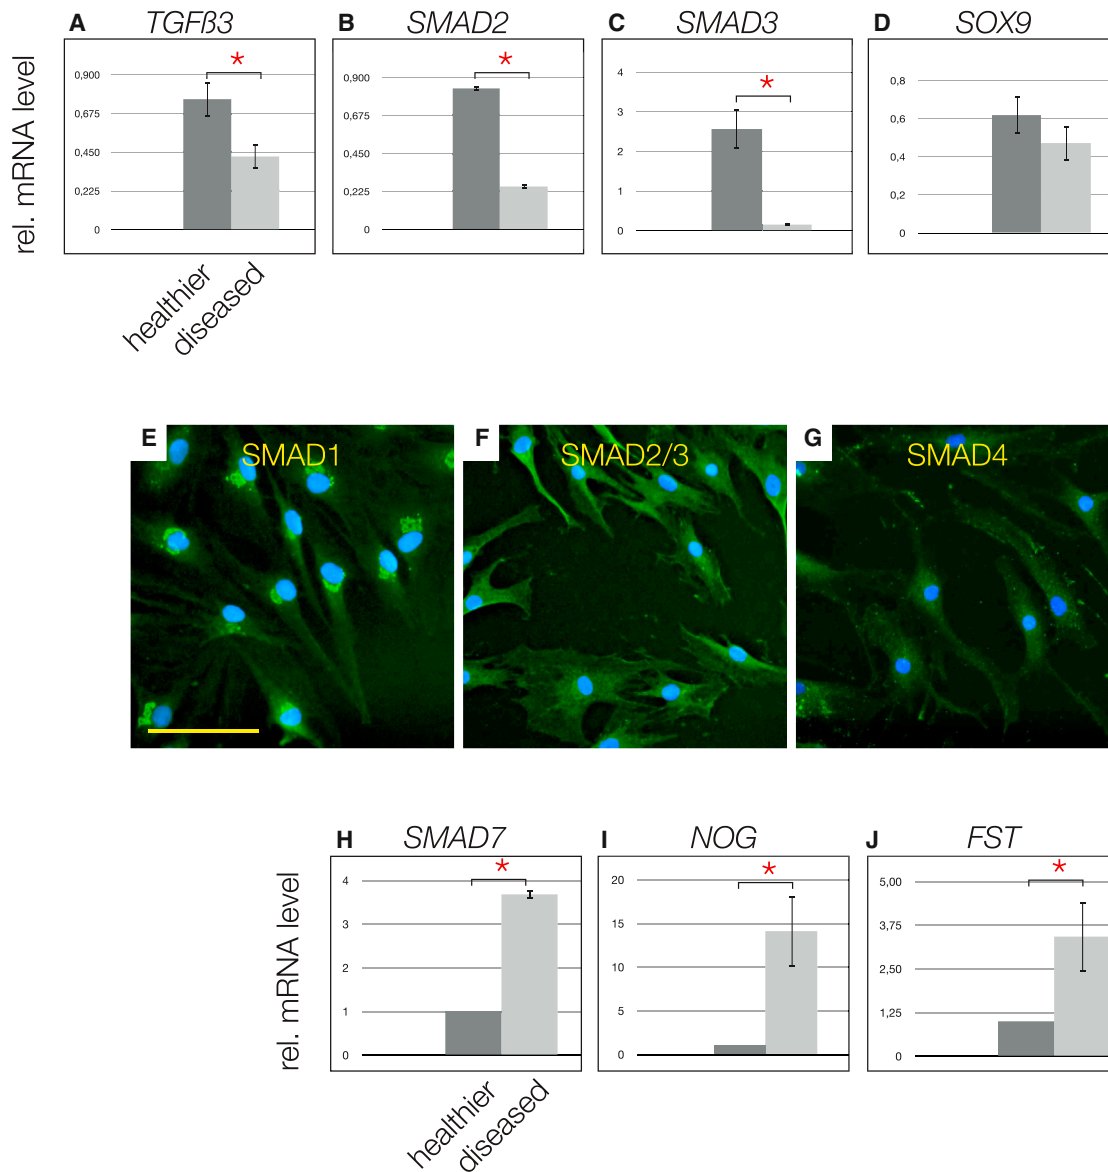 A TGFß3
B SMAD2
C SMAD3
D SOX9
rel. mRNA level
0,900
0,675
0,450
0,225
0
*
0,900
0,675
0,450
0,225
0
*
4
3
2
1
0
*
0,8
0,6
0,4
0,2
0
healthier
diseased
E SMAD1
F SMAD2/3
G SMAD4
H SMAD7
I NOG
J FST
rel. mRNA level
4
3
2
1
0
*
20
15
10
5
0
*
5,00
3,75
2,50
1,25
0
*
healthier
diseased